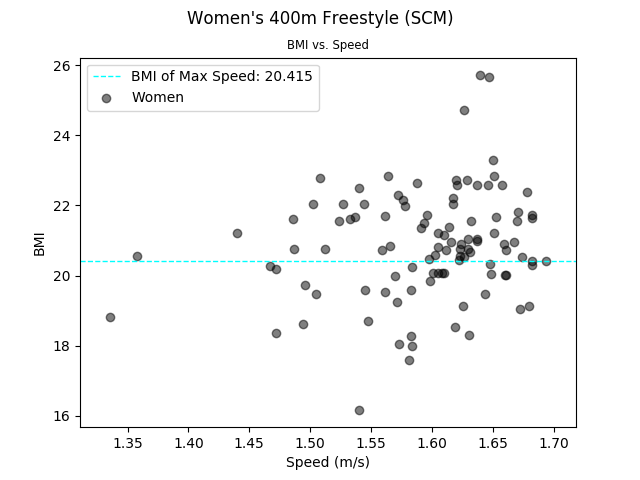 Women's 400m Freestyle (SCM)
BMI vs. Speed
BMI of Max Speed: 20.415
Women
26
24
22
20
18
16
BMI
1.35 1.40 1.45 1.50 1.55 1.60 1.65 1.70
Speed (m/s)